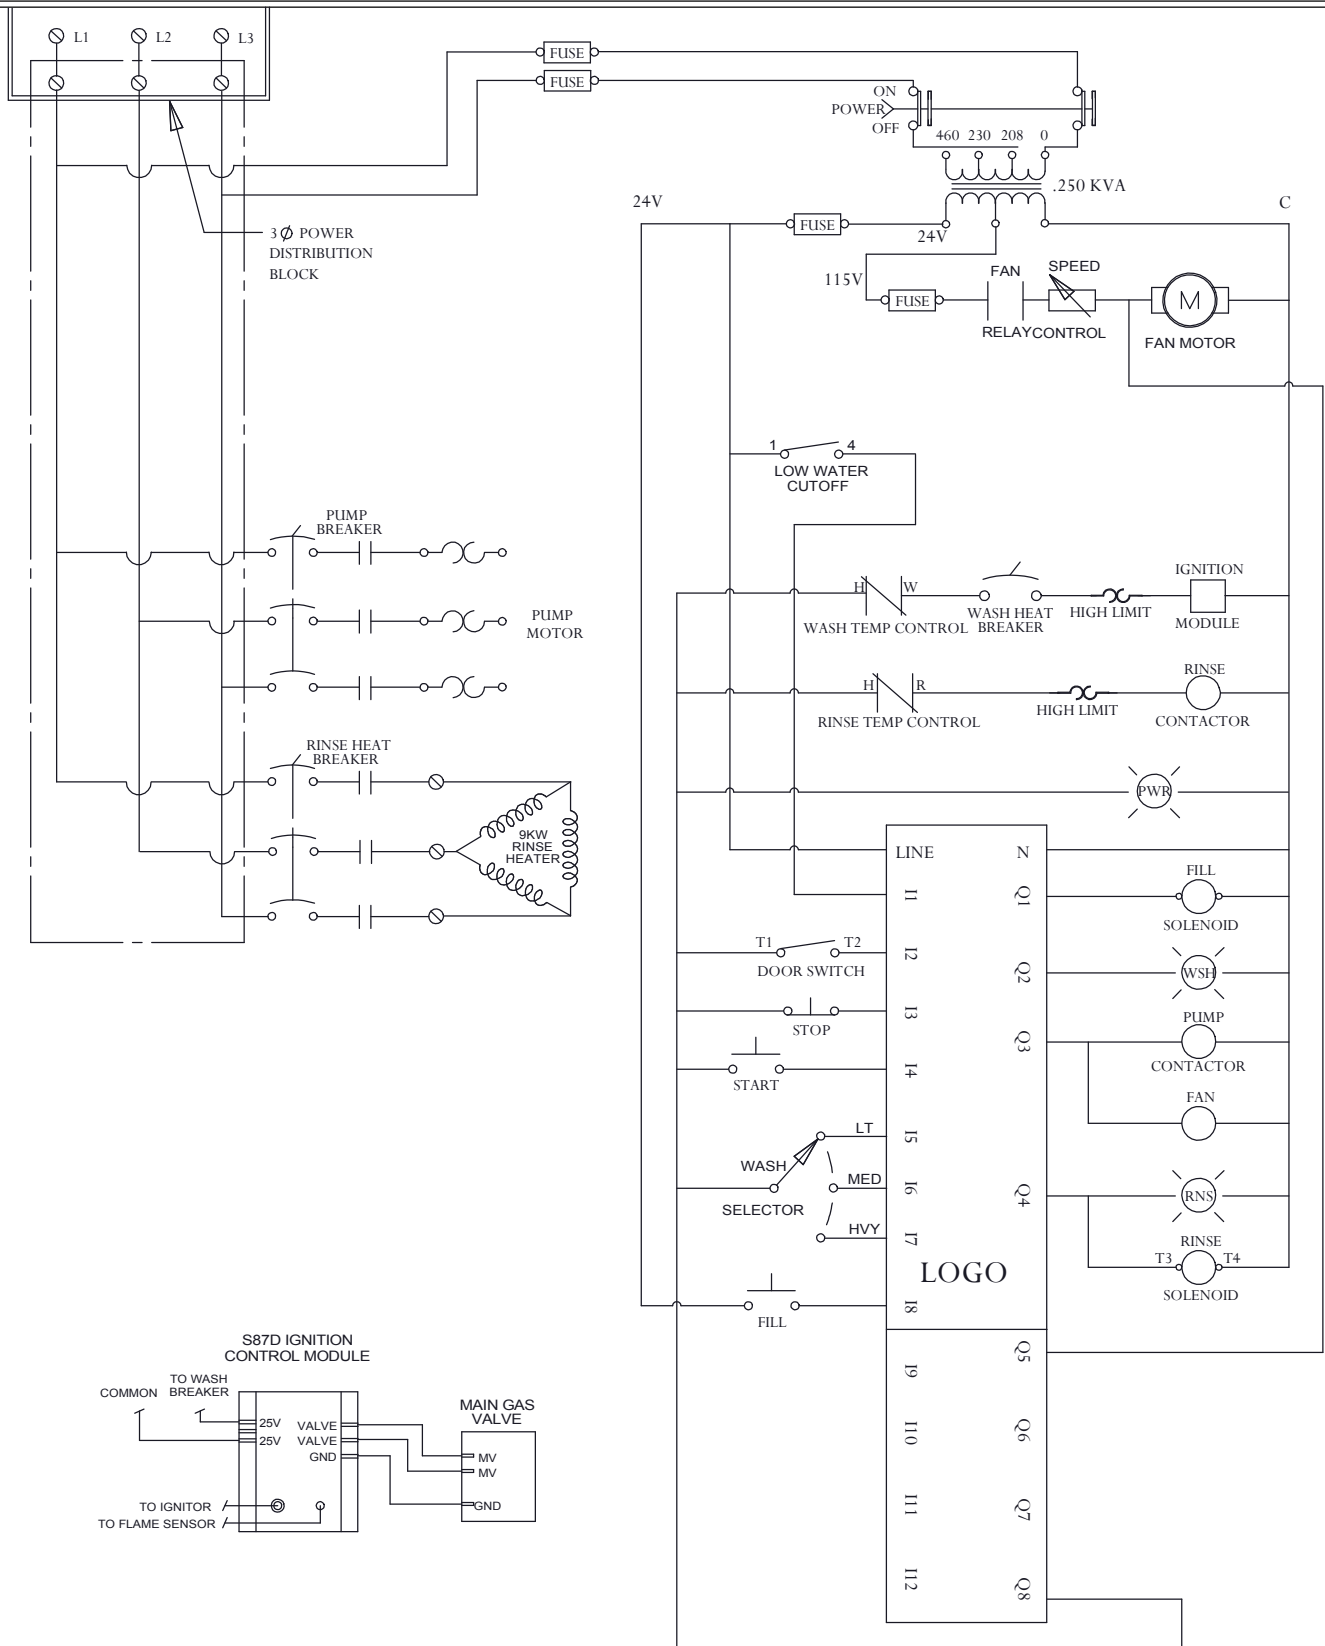 L1
L2
L3
FUSE
FUSE
ON
POWER
OFF
460 230 208 0
.250 KVA
24V
C
FUSE
24V
3 Ø POWER
DISTRIBUTION
BLOCK
115V
FUSE
FAN
RELAY
SPEED
CONTROL
M
FAN MOTOR
1
4
LOW WATER
CUTOFF
PUMP
BREAKER
PUMP
MOTOR
H
W
WASH TEMP CONTROL
WASH HEAT
BREAKER
HIGH LIMIT
IGNITION
MODULE
H
R
RINSE TEMP CONTROL
HIGH LIMIT
RINSE
CONTACTOR
RINSE HEAT
BREAKER
9KW
RINSE
HEATER
PWR
LINE
N
I1
Q1
FILL
SOLENOID
T1
T2
DOOR SWITCH
I2
Q2
WSH
STOP
I3
Q3
PUMP
CONTACTOR
START
I4
FAN
LT
I5
WASH
SELECTOR
MED
I6
Q4
RNS
HVY
I7
RINSE
T3
T4
SOLENOID
LOGO
FILL
I8
Q5
I9
I10
Q6
I11
Q7
I12
Q8
S87D IGNITION
CONTROL MODULE
COMMON
TO WASH
BREAKER
25V
25V
VALVE
VALVE
GND
TO IGNITOR
TO FLAME SENSOR
MAIN GAS
VALVE
MV
MV
GND